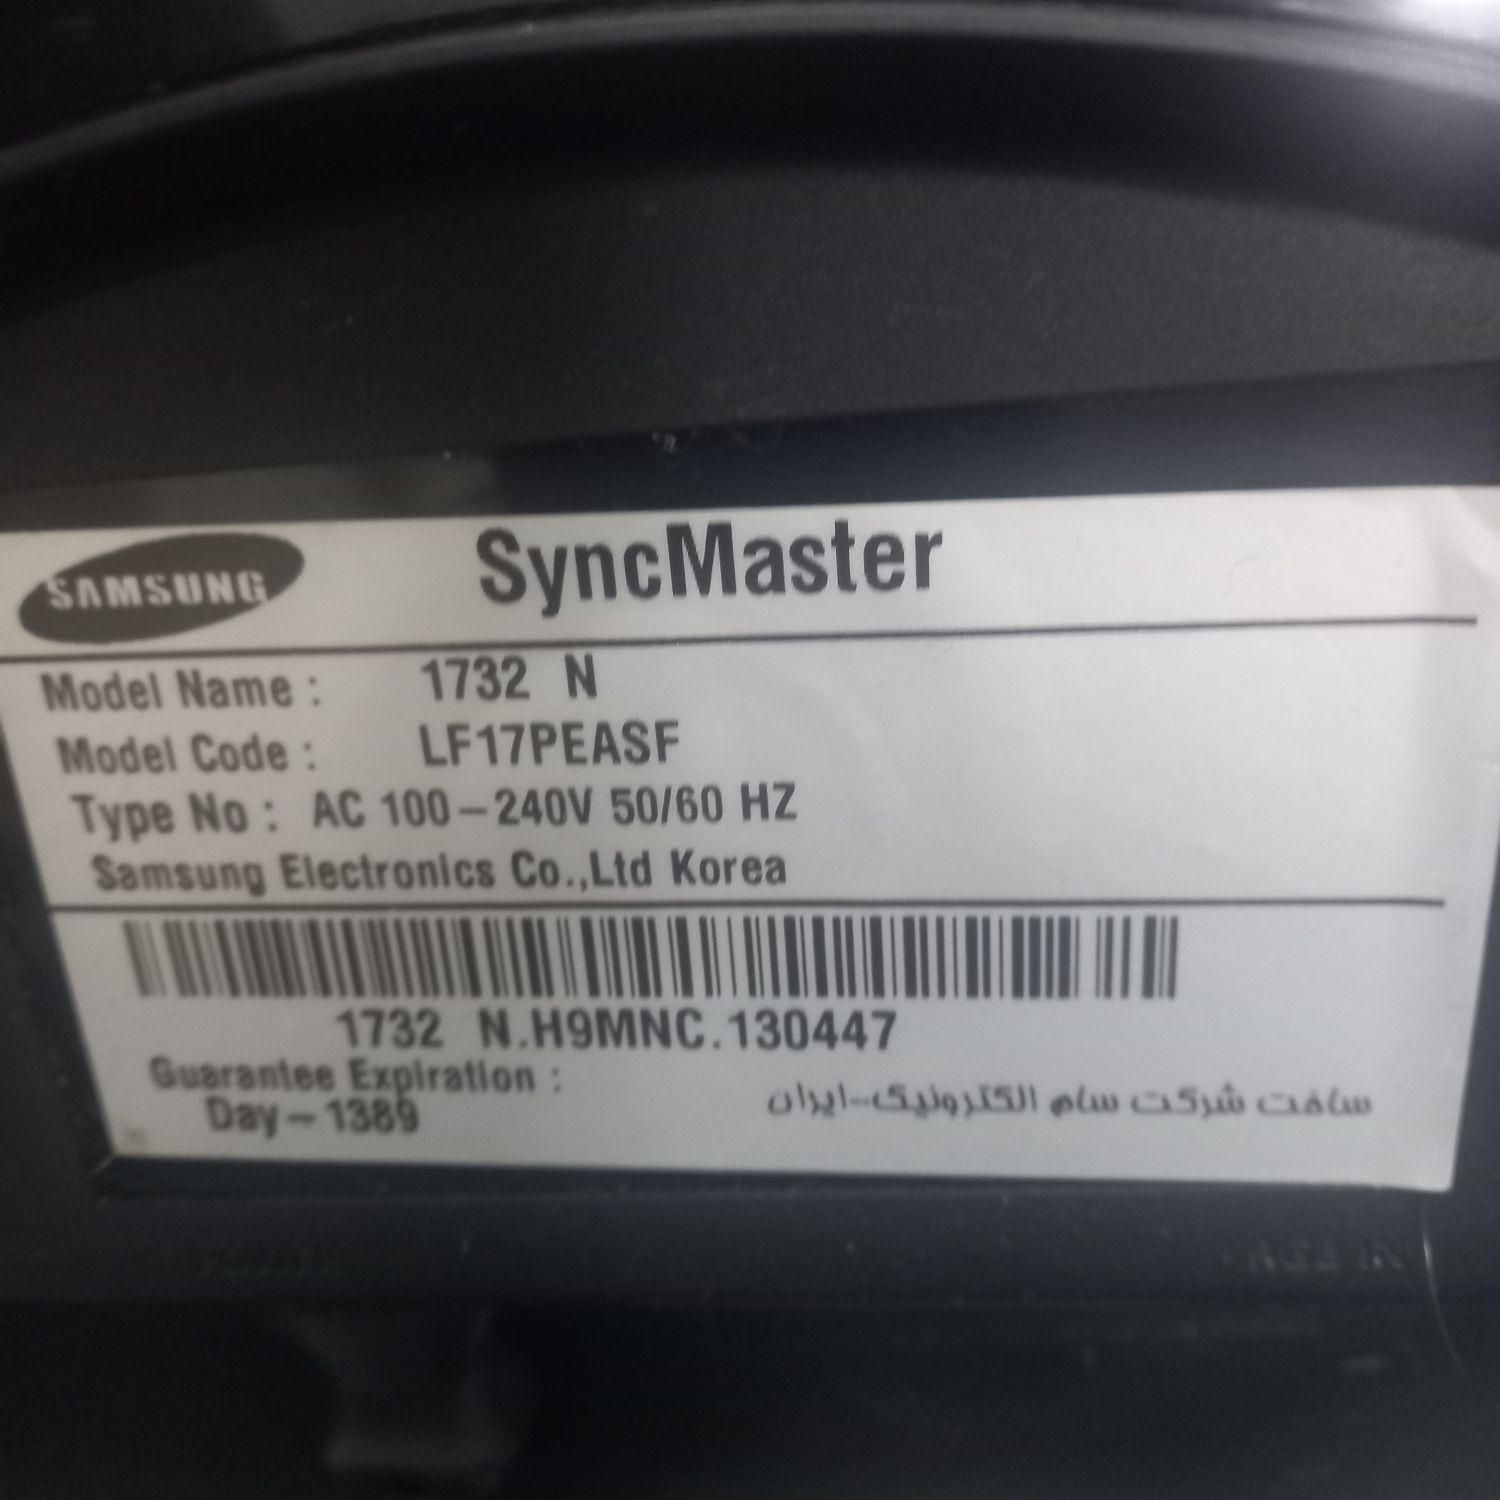 SAMSUNG SyncMaster
Model Name : 1732 N
Model Code : LF17PEASF
Type No : AC 100-240V 50/60 HZ
Samsung Electronics Co.,Ltd Korea
1732 N.H9MNC.130447
Guarantee Expiration :
Day-1389
ساخت شرکت سام الکترونیک-ایران